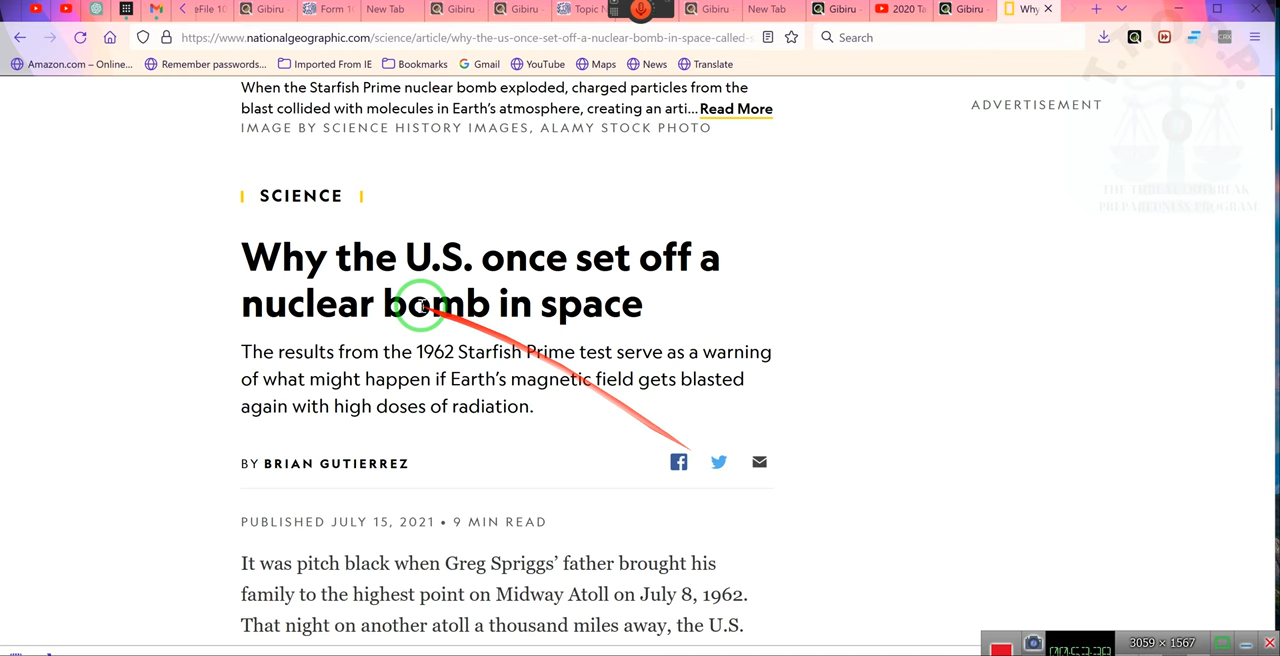 eFile 1
Gibiru
Form 1
New Tab
Gibiru
Gibiru
Topic N
Gibiru
New Tab
Gibiru
2020 Ta
Gibiru
Why
https://www.nationalgeographic.com/science/article/why-the-us-once-set-off-a-nuclear-bomb-in-space-called-s
Search
Amazon.com – Online...
Remember passwords...
Imported From IE
Bookmarks
Gmail
YouTube
Maps
News
Translate
When the Starfish Prime nuclear bomb exploded, charged particles from the
blast collided with molecules in Earth's atmosphere, creating an arti... Read More
IMAGE BY SCIENCE HISTORY IMAGES, ALAMY STOCK PHOTO
ADVERTISEMENT
T.T.O.P.P.
THE THREAT OUTBREAK
PREPAREDNESS PROGRAM
SCIENCE
Why the U.S. once set off a
nuclear bomb in space
The results from the 1962 Starfish Prime test serve as a warning
of what might happen if Earth's magnetic field gets blasted
again with high doses of radiation.
BY BRIAN GUTIERREZ
PUBLISHED JULY 15, 2021 • 9 MIN READ
It was pitch black when Greg Spriggs' father brought his
family to the highest point on Midway Atoll on July 8, 1962.
That night on another atoll a thousand miles away, the U.S.
3059 × 1567